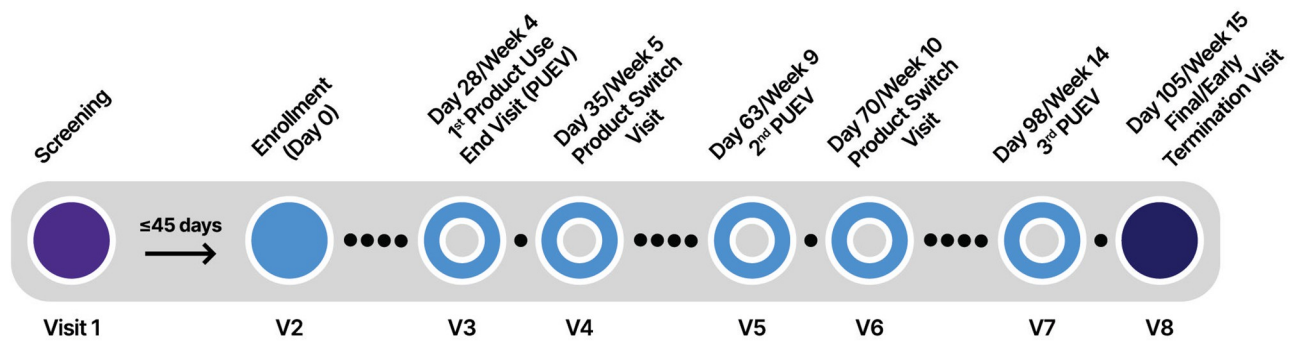 Screening
Enrollment
(Day 0)
Day 28/Week 4
1st Product Use
End Visit (PUEV)
Day 35/Week 5
Product Switch
Visit
Day 63/Week 9
2nd PUEV
Day 70/Week 10
Product Switch
Visit
Day 98/Week 14
3rd PUEV
Day 105/Week 15
Final/Early
Termination Visit
≤45 days
Visit 1
V2
V3
V4
V5
V6
V7
V8